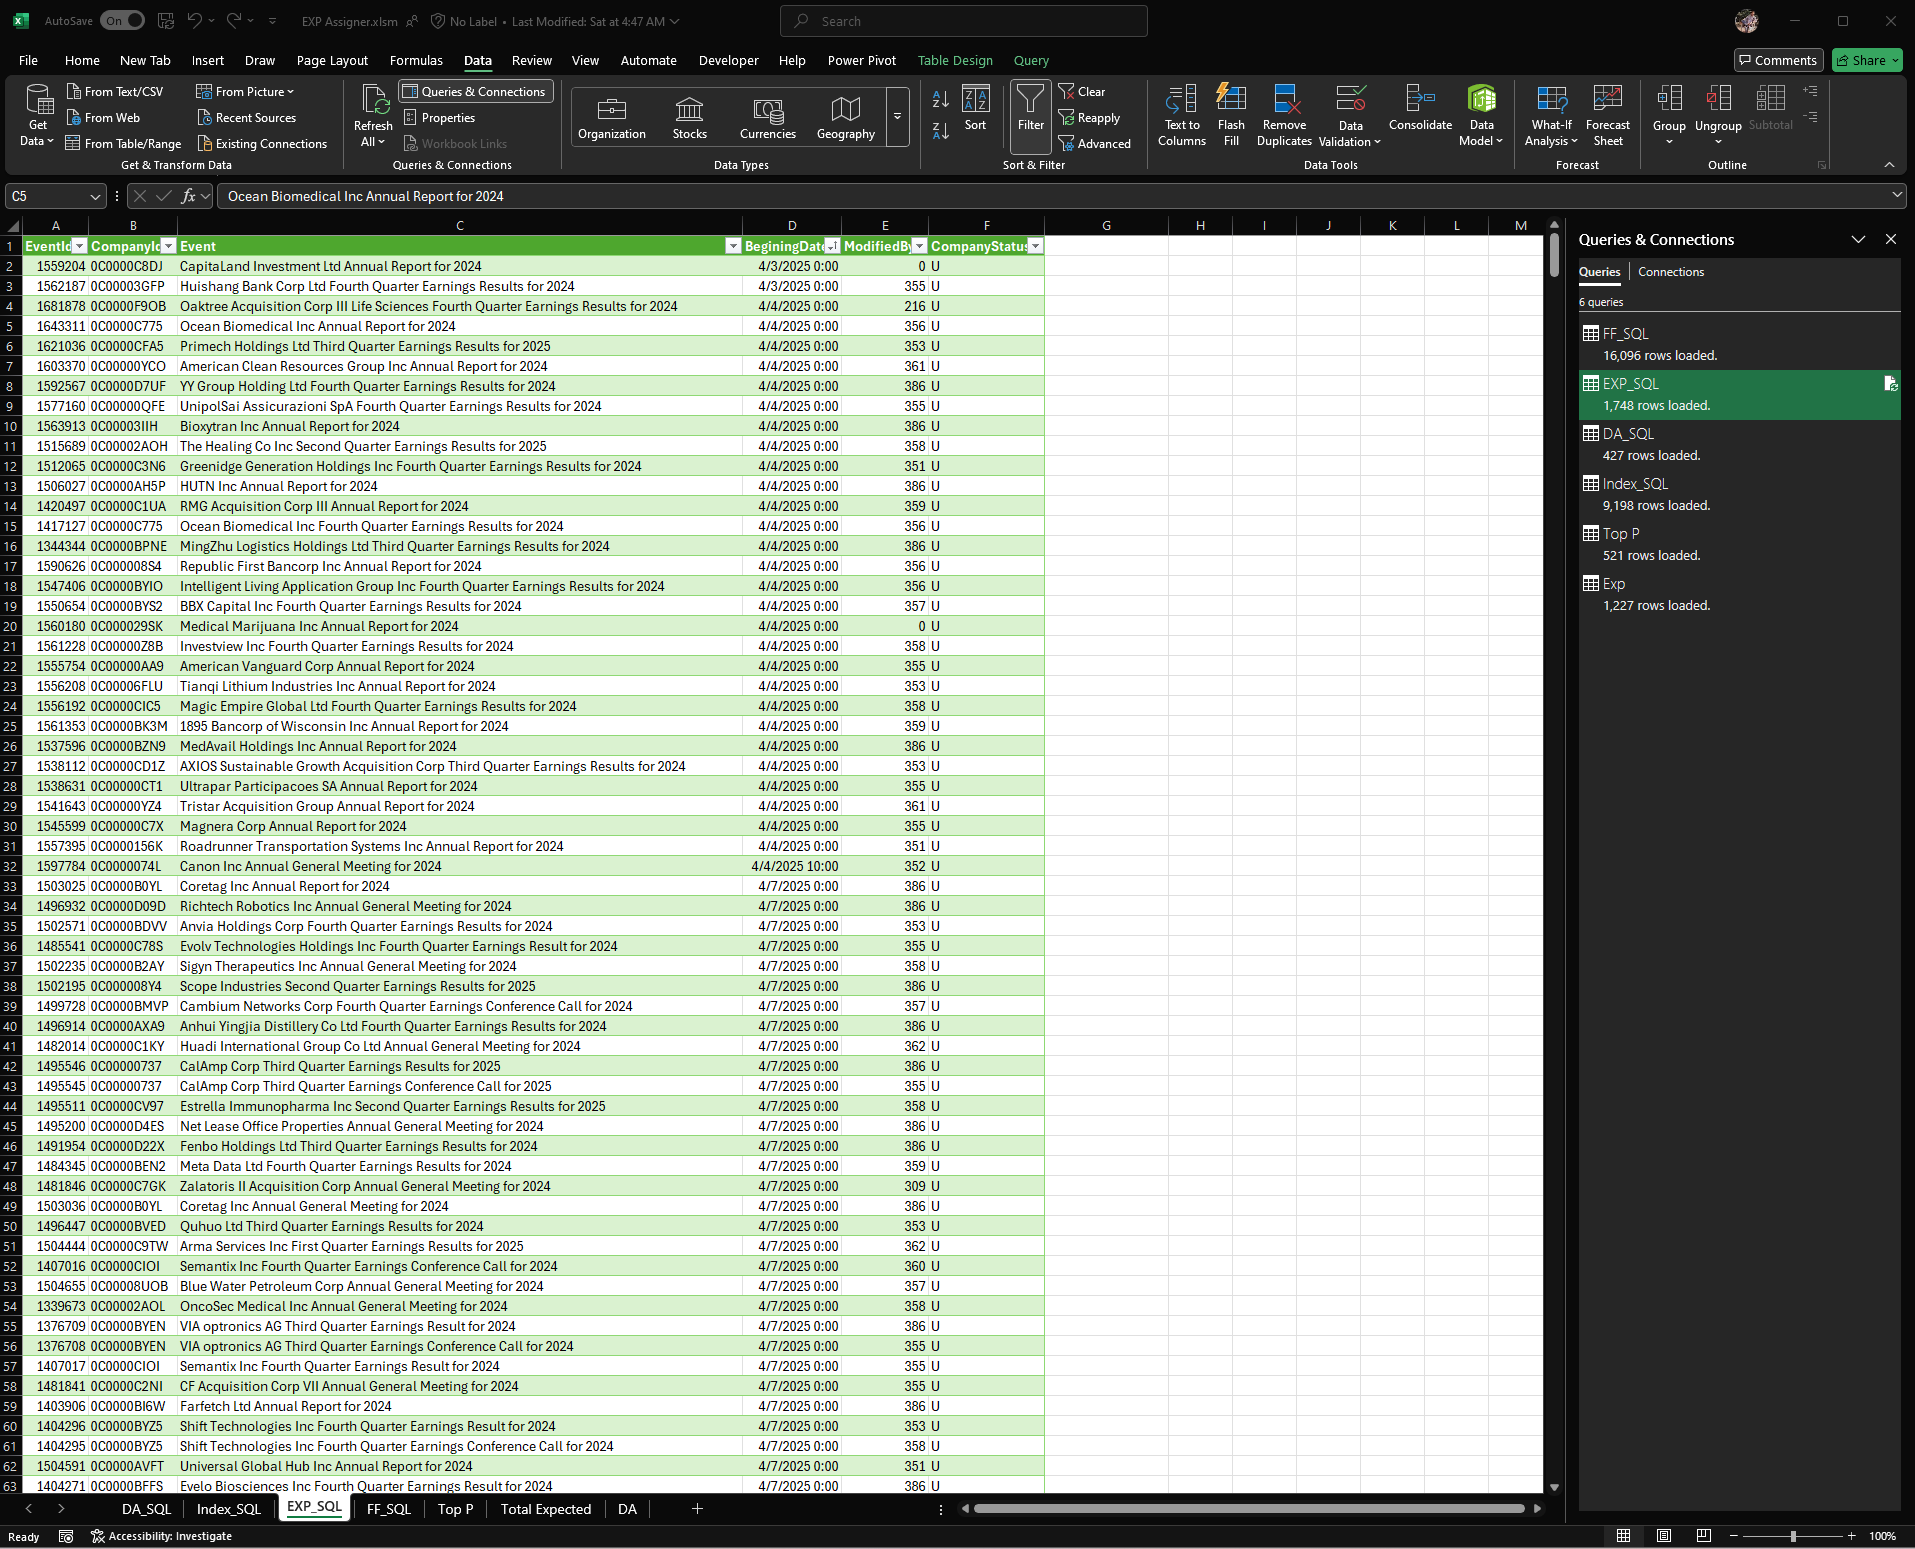 AutoSave On EXP Assigner.xlsm No Label • Last Modified: Sat at 4:47 AM Search
File Home New Tab Insert Draw Page Layout Formulas Data Review View Automate Developer Help Power Pivot Table Design Query Comments Share
Get Data From Text/CSV From Web From Table/Range From Picture Recent Sources Existing Connections Get & Transform Data
Refresh All Queries & Connections Properties Workbook Links Queries & Connections
Organization Stocks Currencies Geography Data Types
Sort Filter Clear Reapply Advanced Sort & Filter
Text to Columns Flash Fill Remove Duplicates Data Validation Consolidate Data Model Data Tools
What-If Analysis Forecast Sheet Forecast
Group Ungroup Subtotal Outline
C5 fx Ocean Biomedical Inc Annual Report for 2024
A B C D E F G H I J K L M
1 EventId CompanyId Event BeginingDate ModifiedBy CompanyStatus
2 1559204 0C0000C8DJ CapitaLand Investment Ltd Annual Report for 2024 4/3/2025 0:00 0 U
3 1562187 0C00003GFP Huishang Bank Corp Ltd Fourth Quarter Earnings Results for 2024 4/3/2025 0:00 355 U
4 1681878 0C0000F9OB Oaktree Acquisition Corp III Life Sciences Fourth Quarter Earnings Results for 2024 4/4/2025 0:00 216 U
5 1643311 0C0000C775 Ocean Biomedical Inc Annual Report for 2024 4/4/2025 0:00 356 U
6 1621036 0C0000CFA5 Primech Holdings Ltd Third Quarter Earnings Results for 2025 4/4/2025 0:00 353 U
7 1603370 0C00000YCO American Clean Resources Group Inc Annual Report for 2024 4/4/2025 0:00 361 U
8 1592567 0C0000D7UF YY Group Holding Ltd Fourth Quarter Earnings Results for 2024 4/4/2025 0:00 386 U
9 1577160 0C00000QFE UnipolSai Assicurazioni SpA Fourth Quarter Earnings Results for 2024 4/4/2025 0:00 355 U
10 1563913 0C00003IIH Bioxytran Inc Annual Report for 2024 4/4/2025 0:00 386 U
11 1515689 0C00002AOH The Healing Co Inc Second Quarter Earnings Results for 2025 4/4/2025 0:00 358 U
12 1512065 0C0000C3N6 Greenidge Generation Holdings Inc Fourth Quarter Earnings Results for 2024 4/4/2025 0:00 351 U
13 1506027 0C0000AH5P HUTN Inc Annual Report for 2024 4/4/2025 0:00 386 U
14 1420497 0C0000C1UA RMG Acquisition Corp III Annual Report for 2024 4/4/2025 0:00 359 U
15 1417127 0C0000C775 Ocean Biomedical Inc Fourth Quarter Earnings Results for 2024 4/4/2025 0:00 356 U
16 1344344 0C0000BPNE MingZhu Logistics Holdings Ltd Third Quarter Earnings Results for 2024 4/4/2025 0:00 386 U
17 1590626 0C000008S4 Republic First Bancorp Inc Annual Report for 2024 4/4/2025 0:00 356 U
18 1547406 0C0000BYIO Intelligent Living Application Group Inc Fourth Quarter Earnings Results for 2024 4/4/2025 0:00 356 U
19 1550654 0C0000BYS2 BBX Capital Inc Fourth Quarter Earnings Results for 2024 4/4/2025 0:00 357 U
20 1560180 0C000029SK Medical Marijuana Inc Annual Report for 2024 4/4/2025 0:00 0 U
21 1561228 0C00000Z8B Investview Inc Fourth Quarter Earnings Results for 2024 4/4/2025 0:00 358 U
22 1555754 0C00000AA9 American Vanguard Corp Annual Report for 2024 4/4/2025 0:00 355 U
23 1556208 0C00006FLU Tianqi Lithium Industries Inc Annual Report for 2024 4/4/2025 0:00 353 U
24 1556192 0C0000CIC5 Magic Empire Global Ltd Fourth Quarter Earnings Results for 2024 4/4/2025 0:00 358 U
25 1561353 0C0000BK3M 1895 Bancorp of Wisconsin Inc Annual Report for 2024 4/4/2025 0:00 359 U
26 1537596 0C0000BZN9 MedAvail Holdings Inc Annual Report for 2024 4/4/2025 0:00 386 U
27 1538112 0C0000CD1Z AXIOS Sustainable Growth Acquisition Corp Third Quarter Earnings Results for 2024 4/4/2025 0:00 353 U
28 1538631 0C00000CT1 Ultrapar Participacoes SA Annual Report for 2024 4/4/2025 0:00 355 U
29 1541643 0C00000YZ4 Tristar Acquisition Group Annual Report for 2024 4/4/2025 0:00 361 U
30 1545599 0C00000C7X Magnera Corp Annual Report for 2024 4/4/2025 0:00 355 U
31 1557395 0C0000156K Roadrunner Transportation Systems Inc Annual Report for 2024 4/4/2025 0:00 351 U
32 1597784 0C0000074L Canon Inc Annual General Meeting for 2024 4/4/2025 10:00 352 U
33 1503025 0C0000B0YL Coretag Inc Annual Report for 2024 4/7/2025 0:00 386 U
34 1496932 0C0000D09D Richtech Robotics Inc Annual General Meeting for 2024 4/7/2025 0:00 386 U
35 1502571 0C0000BDVV Anvia Holdings Corp Fourth Quarter Earnings Results for 2024 4/7/2025 0:00 353 U
36 1485541 0C0000C78S Evolv Technologies Holdings Inc Fourth Quarter Earnings Result for 2024 4/7/2025 0:00 355 U
37 1502235 0C0000B2AY Sigyn Therapeutics Inc Annual General Meeting for 2024 4/7/2025 0:00 358 U
38 1502195 0C000008Y4 Scope Industries Second Quarter Earnings Results for 2025 4/7/2025 0:00 386 U
39 1499728 0C0000BMVP Cambium Networks Corp Fourth Quarter Earnings Conference Call for 2024 4/7/2025 0:00 357 U
40 1496914 0C0000AXA9 Anhui Yingjia Distillery Co Ltd Fourth Quarter Earnings Results for 2024 4/7/2025 0:00 386 U
41 1482014 0C0000C1KY Huadi International Group Co Ltd Annual General Meeting for 2024 4/7/2025 0:00 362 U
42 1495546 0C00000737 CalAmp Corp Third Quarter Earnings Results for 2025 4/7/2025 0:00 386 U
43 1495545 0C00000737 CalAmp Corp Third Quarter Earnings Conference Call for 2025 4/7/2025 0:00 355 U
44 1495511 0C0000CV97 Estrella Immunopharma Inc Second Quarter Earnings Results for 2025 4/7/2025 0:00 358 U
45 1495200 0C0000D4ES Net Lease Office Properties Annual General Meeting for 2024 4/7/2025 0:00 386 U
46 1491954 0C0000D22X Fenbo Holdings Ltd Third Quarter Earnings Results for 2024 4/7/2025 0:00 386 U
47 1484345 0C0000BEN2 Meta Data Ltd Fourth Quarter Earnings Results for 2024 4/7/2025 0:00 359 U
48 1481846 0C0000C7GK Zalatoris II Acquisition Corp Annual General Meeting for 2024 4/7/2025 0:00 309 U
49 1503036 0C0000B0YL Coretag Inc Annual General Meeting for 2024 4/7/2025 0:00 386 U
50 1496447 0C0000BVED Quhuo Ltd Third Quarter Earnings Results for 2024 4/7/2025 0:00 353 U
51 1504444 0C0000C9TW Arma Services Inc First Quarter Earnings Results for 2025 4/7/2025 0:00 362 U
52 1407016 0C0000CIOI Semantix Inc Fourth Quarter Earnings Conference Call for 2024 4/7/2025 0:00 360 U
53 1504655 0C00008UOB Blue Water Petroleum Corp Annual General Meeting for 2024 4/7/2025 0:00 357 U
54 1339673 0C00002AOL OncoSec Medical Inc Annual General Meeting for 2024 4/7/2025 0:00 358 U
55 1376709 0C0000BYEN VIA optronics AG Third Quarter Earnings Result for 2024 4/7/2025 0:00 386 U
56 1376708 0C0000BYEN VIA optronics AG Third Quarter Earnings Conference Call for 2024 4/7/2025 0:00 355 U
57 1407017 0C0000CIOI Semantix Inc Fourth Quarter Earnings Result for 2024 4/7/2025 0:00 355 U
58 1481841 0C0000C2NI CF Acquisition Corp VII Annual General Meeting for 2024 4/7/2025 0:00 355 U
59 1403906 0C0000BI6W Farfetch Ltd Annual Report for 2024 4/7/2025 0:00 386 U
60 1404296 0C0000BYZ5 Shift Technologies Inc Fourth Quarter Earnings Result for 2024 4/7/2025 0:00 353 U
61 1404295 0C0000BYZ5 Shift Technologies Inc Fourth Quarter Earnings Conference Call for 2024 4/7/2025 0:00 358 U
62 1504591 0C0000AVFT Universal Global Hub Inc Annual Report for 2024 4/7/2025 0:00 351 U
63 1404271 0C0000BFFS Evelo Biosciences Inc Fourth Quarter Earnings Result for 2024 4/7/2025 0:00 386 U
Queries & Connections
Queries Connections
6 queries
FF_SQL
16,096 rows loaded.
EXP_SQL
1,748 rows loaded.
DA_SQL
427 rows loaded.
Index_SQL
9,198 rows loaded.
Top P
521 rows loaded.
Exp
1,227 rows loaded.
DA_SQL Index_SQL EXP_SQL FF_SQL Top P Total Expected DA
Ready Accessibility: Investigate 100%